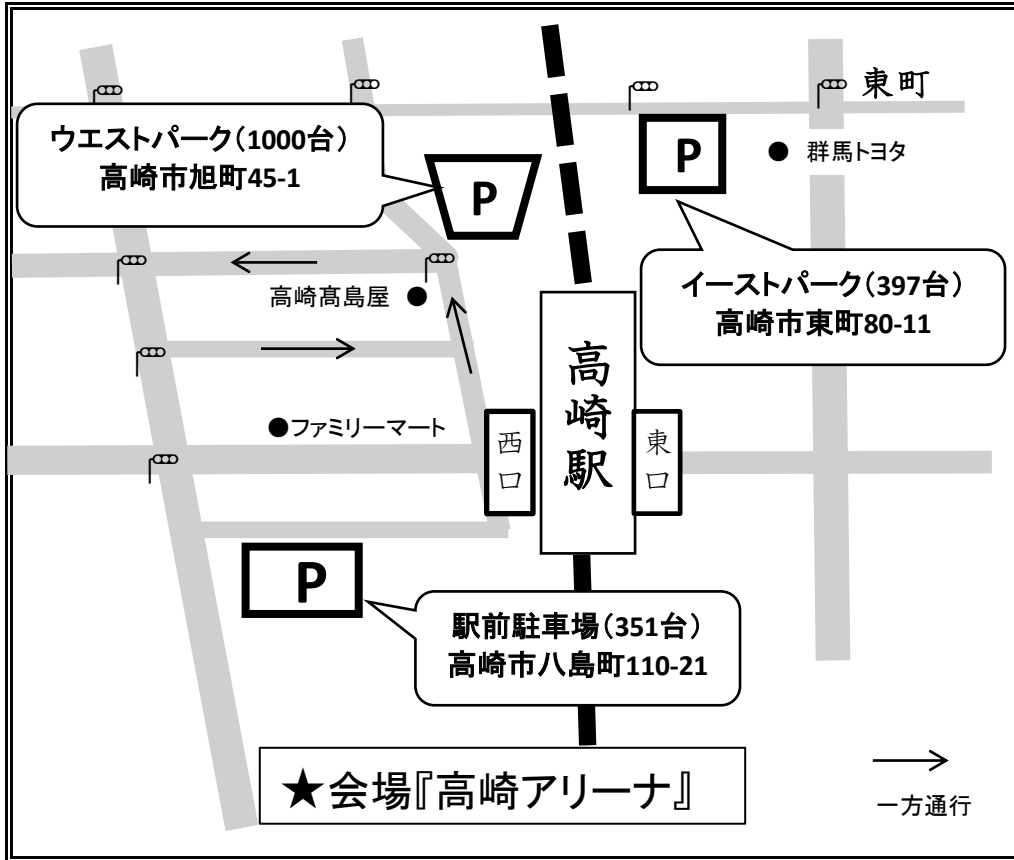 東町
ウエストパーク（1000台）
高崎市旭町45-1
P
P
群馬トヨタ
イーストパーク（397台）
高崎市東町80-11
高崎髙島屋
高崎駅
ファミリーマート
西口
東口
P
駅前駐車場（351台）
高崎市八島町110-21
★会場『高崎アリーナ』
一方通行